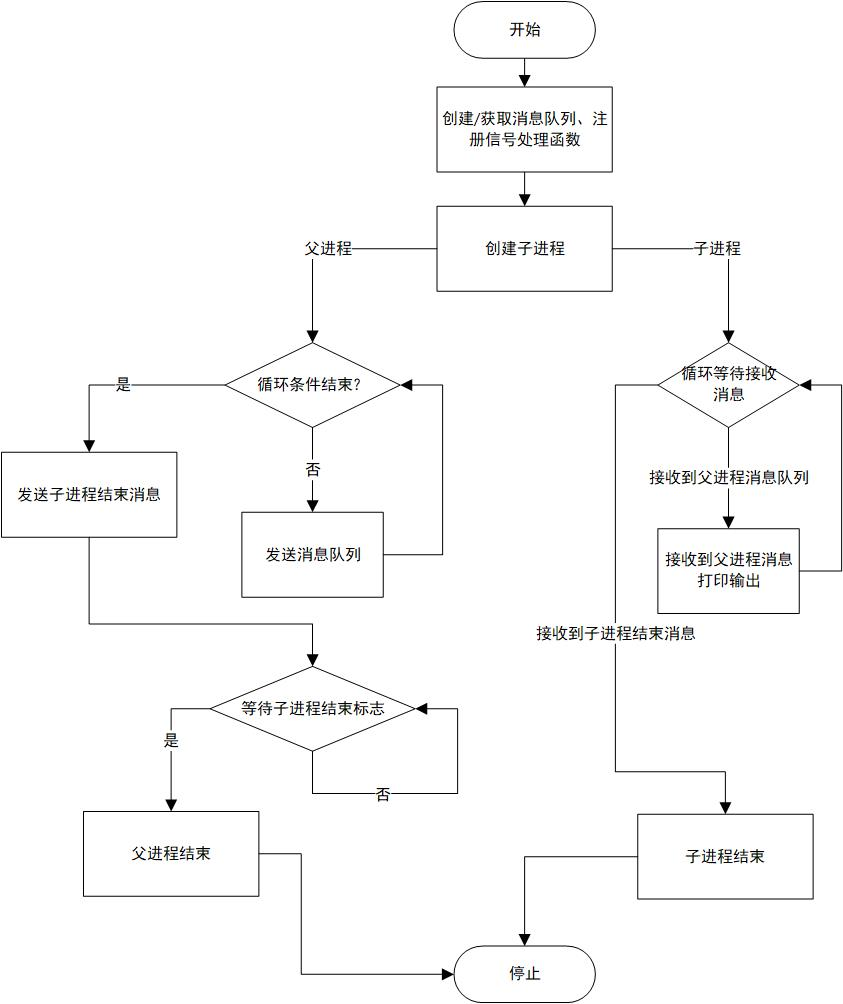 开始
创建/获取消息队列、注
册信号处理函数
创建子进程
父进程
子进程
循环条件结束?
是
否
循环等待接收
消息
发送子进程结束消息
发送消息队列
接收到父进程消息队列
接收到父进程消息
打印输出
接收到子进程结束消息
等待子进程结束标志
是
否
父进程结束
子进程结束
停止